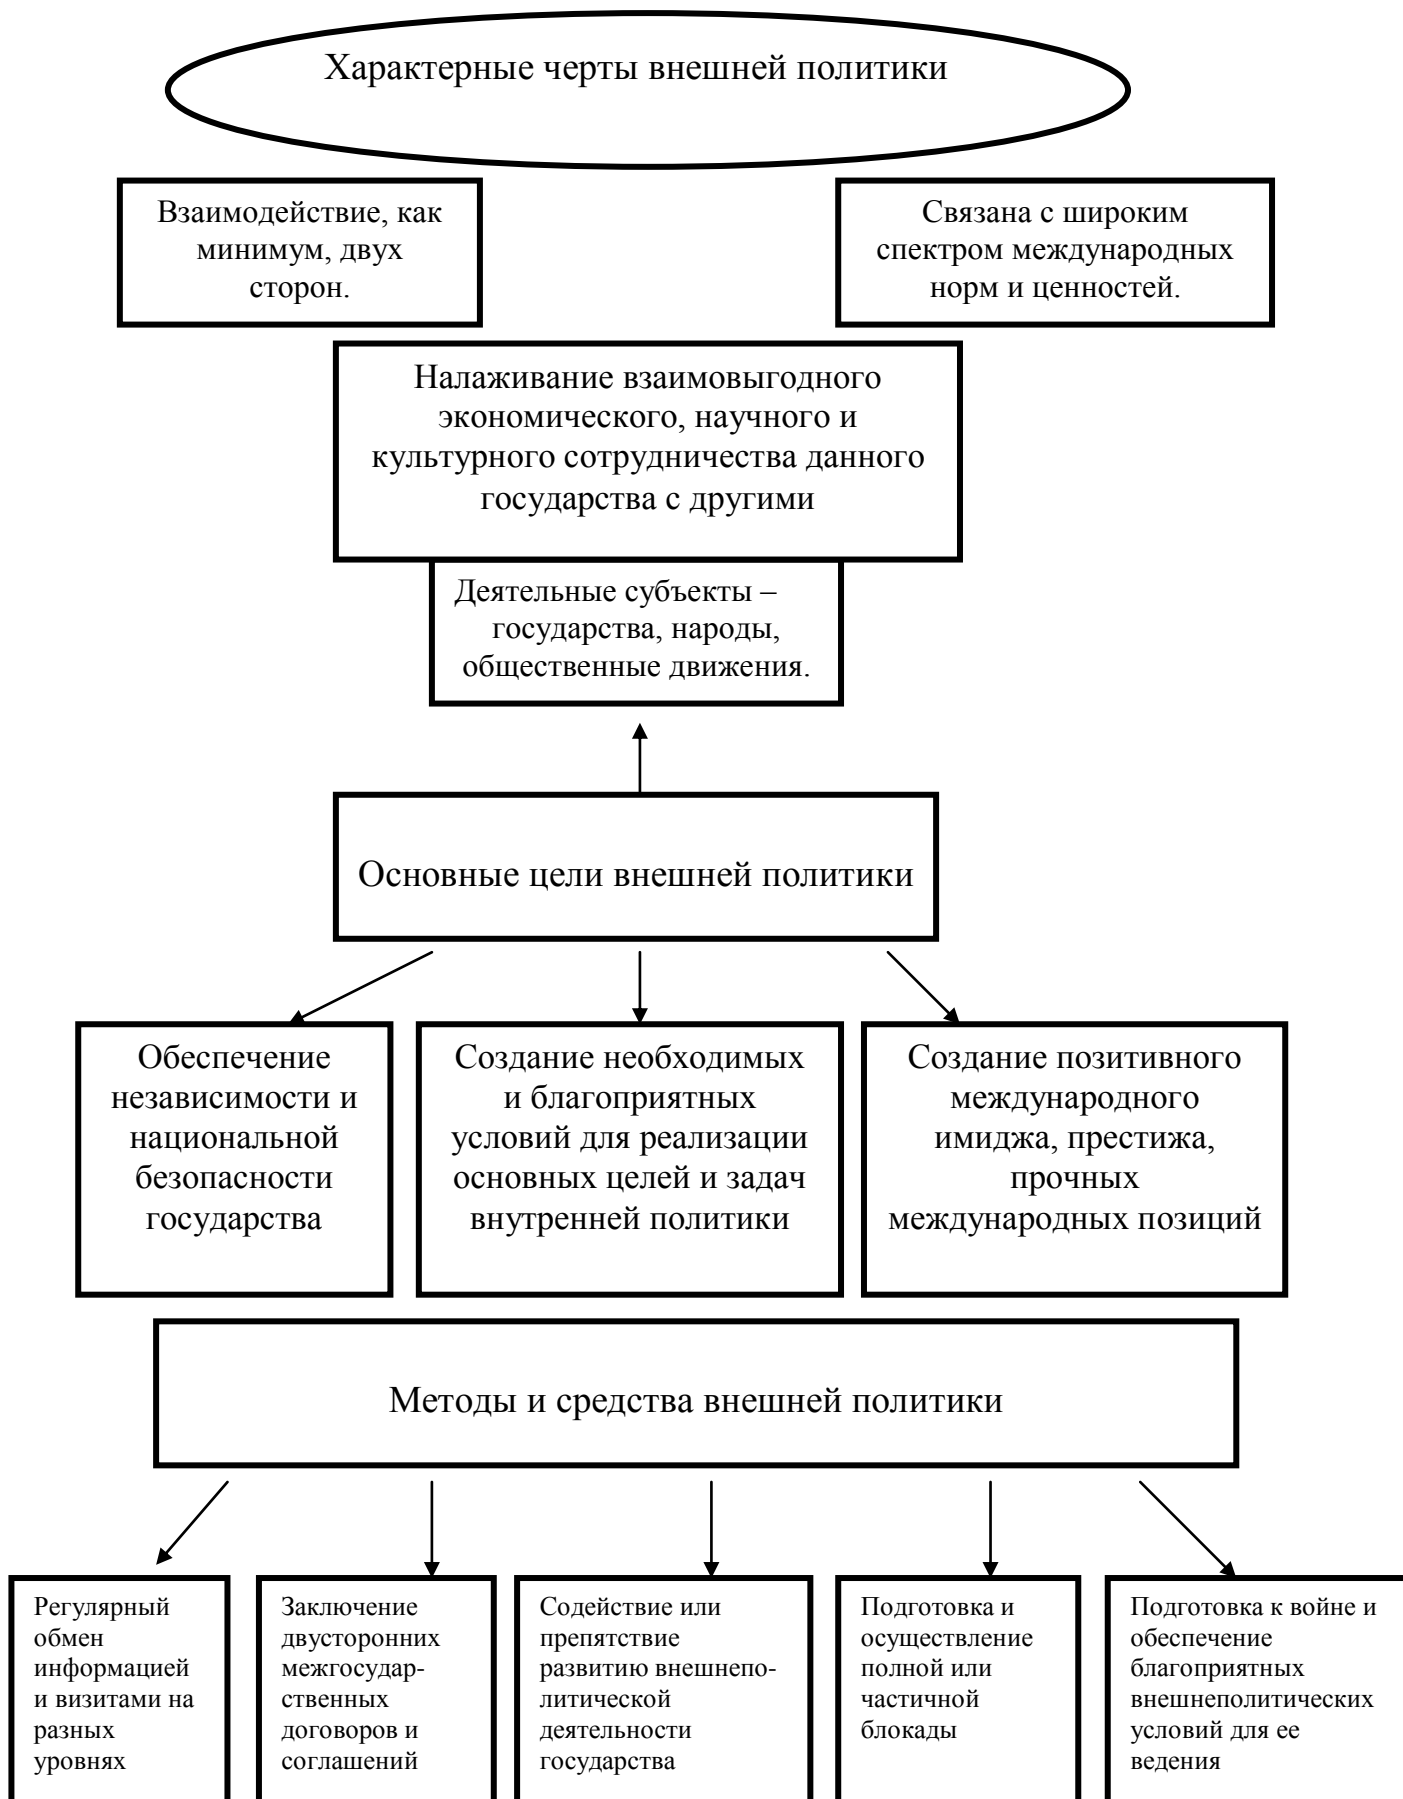 Характерные черты внешней политики
Взаимодействие, как
минимум, двух
сторон.
Связана с широким
спектром международных
норм и ценностей.
Налаживание взаимовыгодного
экономического, научного и
культурного сотрудничества данного
государства с другими
Деятельные субъекты –
государства, народы,
общественные движения.
Основные цели внешней политики
Обеспечение
независимости и
национальной
безопасности
государства
Создание необходимых
и благоприятных
условий для реализации
основных целей и задач
внутренней политики
Создание позитивного
международного
имиджа, престижа,
прочных
международных позиций
Методы и средства внешней политики
Регулярный
обмен
информацией
и визитами на
разных
уровнях
Заключение
двусторонних
межгосудар-
ственных
договоров и
соглашений
Содействие или
препятствие
развитию внешнепо-
литической
деятельности
государства
Подготовка и
осуществление
полной или
частичной
блокады
Подготовка к войне и
обеспечение
благоприятных
внешнеполитических
условий для ее
ведения